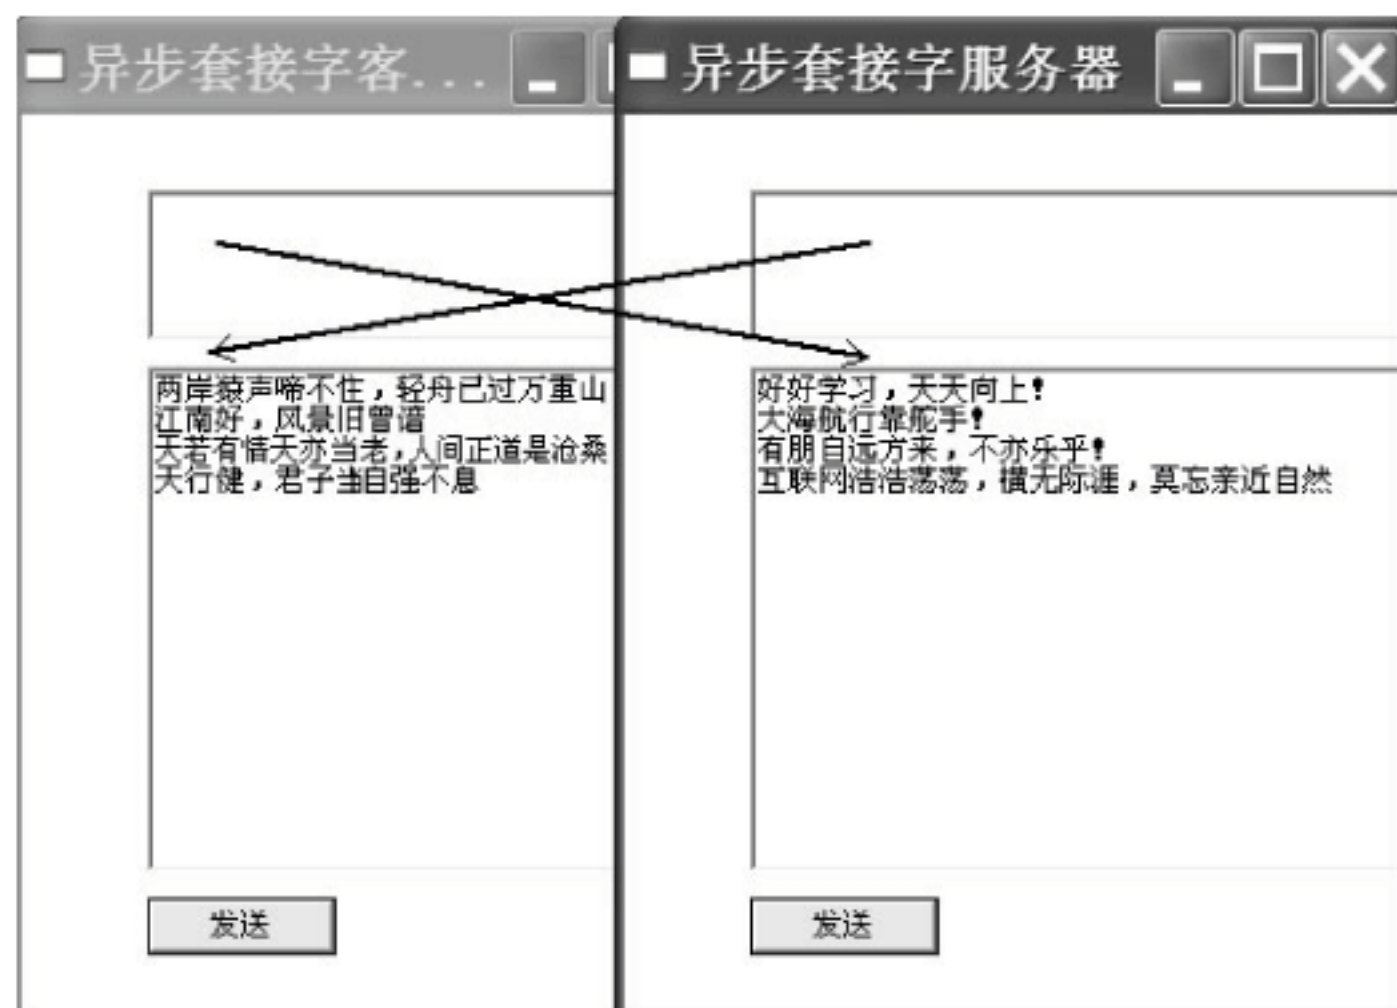 异步套接字客...
异步套接字服务器
两岸猿声啼不住，轻舟已过万重山
江南好，风景旧曾谙
天若有情天亦当老，人间正道是沧桑
天行健，君子当自强不息
发送
好好学习，天天向上！
大海航行靠舵手！
有朋自远方来，不亦乐乎！
互联网浩浩荡荡，横无际涯，莫忘亲近自然
发送